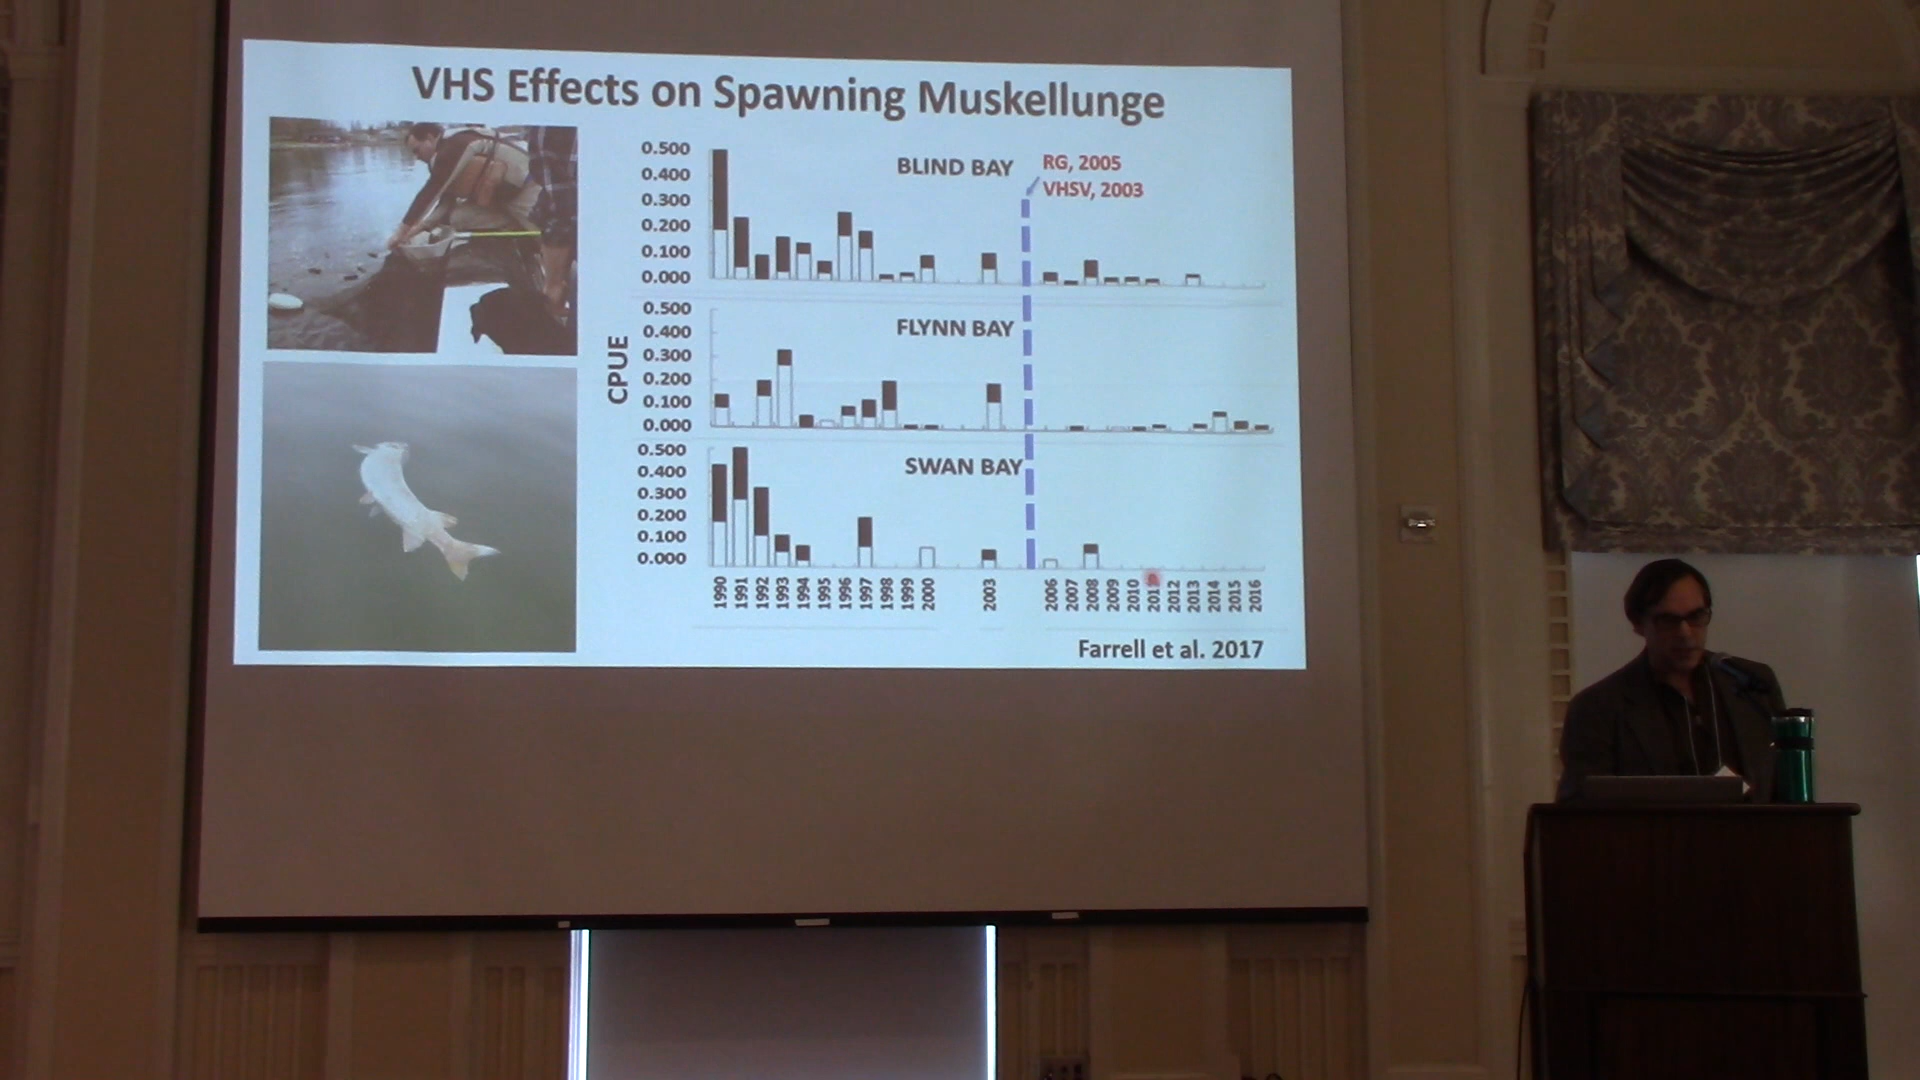 VHS Effects on Spawning Muskellunge
0.500
0.400
0.300
0.200
0.100
0.000
BLIND BAY
RG, 2005
VHSV, 2003
0.500
0.400
0.300
0.200
0.100
0.000
FLYNN BAY
CPUE
0.500
0.400
0.300
0.200
0.100
0.000
SWAN BAY
1990 1991 1992 1993 1994 1995 1996 1997 1998 1999 2000 2003 2006 2007 2008 2009 2010 2011 2012 2013 2014 2015 2016
Farrell et al. 2017